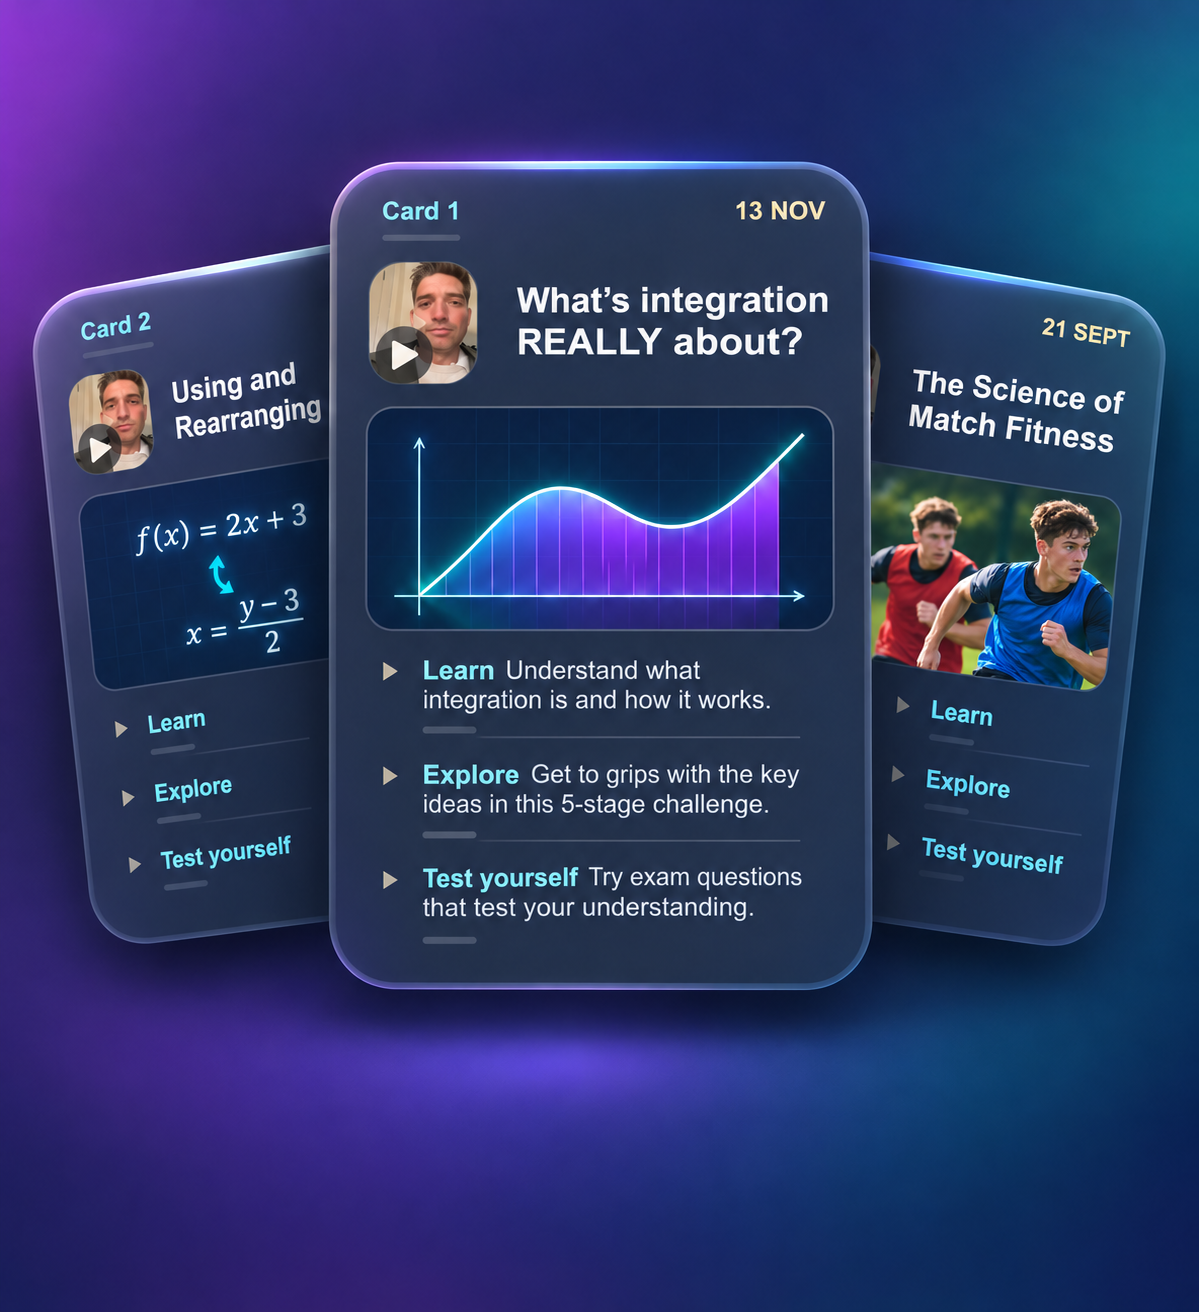 Card 1
13 NOV
What’s integration
REALLY about?
Learn Understand what
integration is and how it works.
Explore Get to grips with the key
ideas in this 5-stage challenge.
Test yourself Try exam questions
that test your understanding.
Card 2
Using and
Rearranging
f(x) = 2x + 3
x = \frac{y - 3}{2}
Learn
Explore
Test yourself
21 SEPT
The Science of
Match Fitness
Learn
Explore
Test yourself